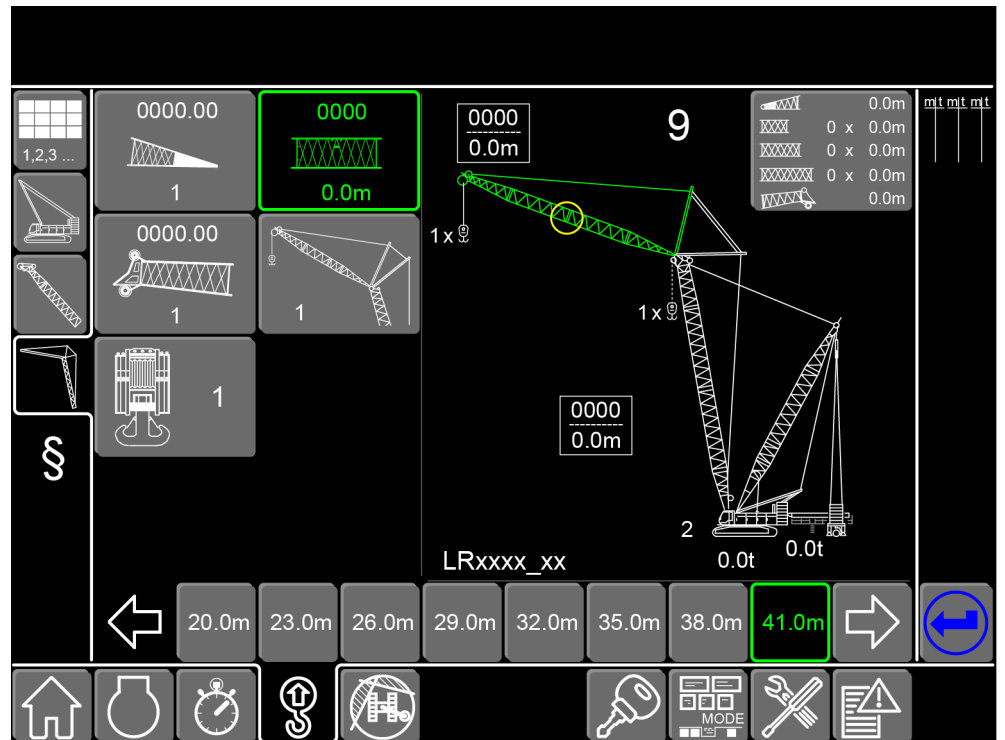 1,2,3 ...
0000.00
1
0000
0.0m
0000.00
1
1
1
§
0000
0.0m
9
0.0m
0 x 0.0m
0 x 0.0m
0 x 0.0m
0.0m
m|t m|t m|t
1 x
1 x
0000
0.0m
2
0.0t
0.0t
LRxxxx_xx
20.0m
23.0m
26.0m
29.0m
32.0m
35.0m
38.0m
41.0m
MODE